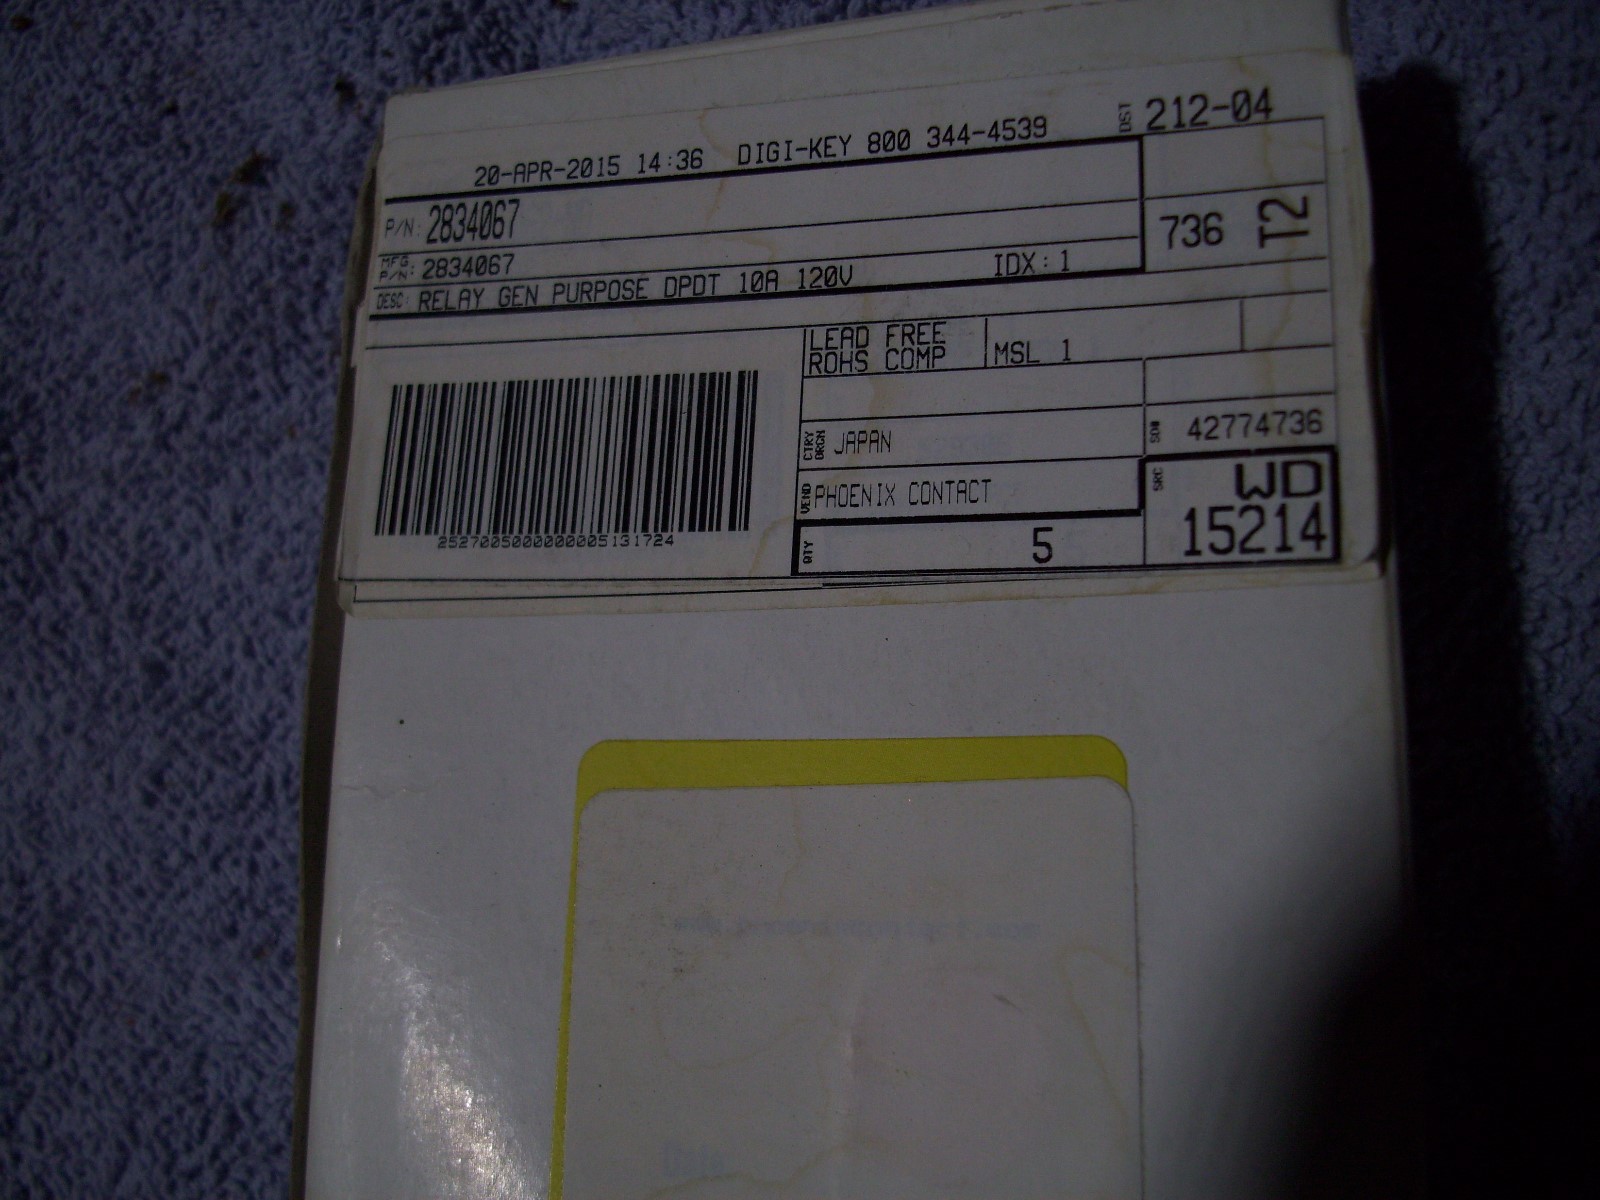 20-APR-2015 14:36 DIGI-KEY 800 344-4539 DST 212-04
P/N: 2834067
736 T2
MFG P/N: 2834067
IDX: 1
DESC: RELAY GEN PURPOSE DPDT 10A 120V
LEAD FREE
ROHS COMP
MSL 1
CTRY ORGN JAPAN
SO# 42774736
VEND PHOENIX CONTACT
SRC WD
15214
QTY 5
2527005000000005131724
Date